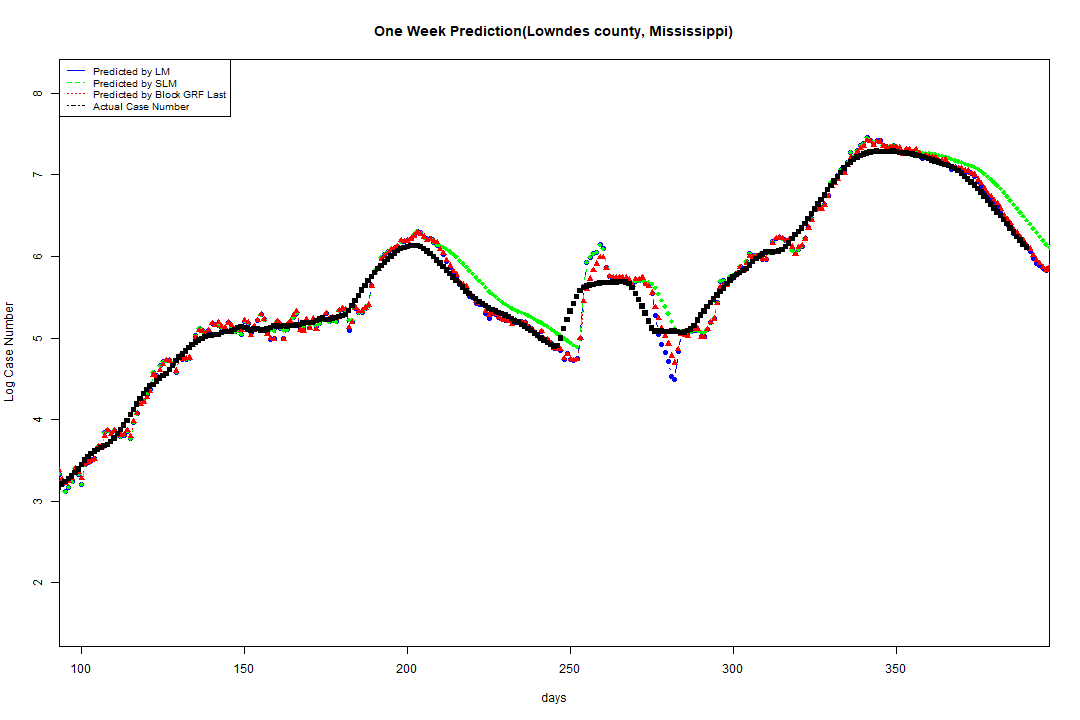 One Week Prediction(Lowndes county, Mississippi)
Predicted by LM
Predicted by SLM
Predicted by Block GRF Last
Actual Case Number
Log Case Number
8
7
6
5
4
3
2
100 150 200 250 300 350
days